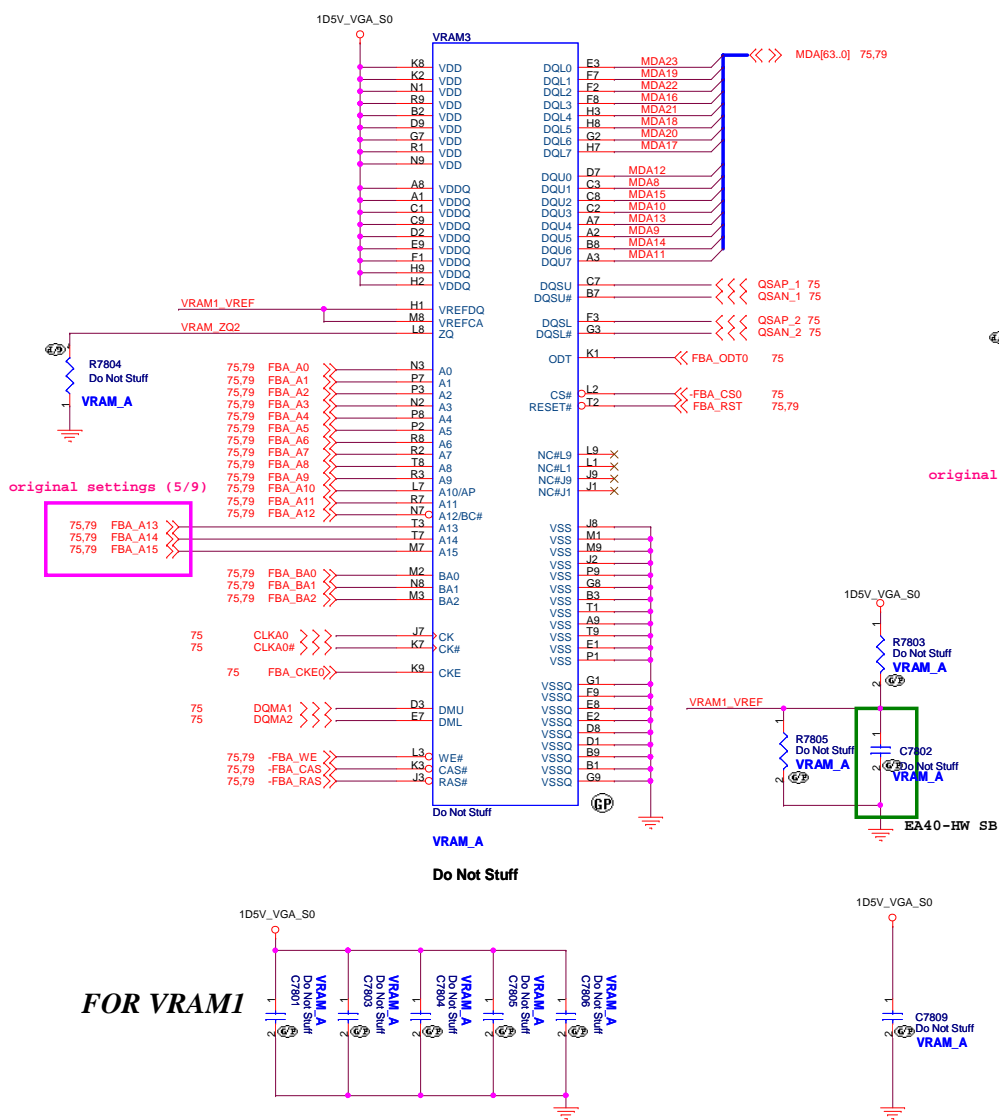 1D5V_VGA_S0
VRAM3
K8 VDD
K2 VDD
N1 VDD
R9 VDD
B2 VDD
D9 VDD
G7 VDD
R1 VDD
N9 VDD
A8 VDDQ
A1 VDDQ
C1 VDDQ
C9 VDDQ
D2 VDDQ
E9 VDDQ
F1 VDDQ
H9 VDDQ
H2 VDDQ
VRAM1_VREF H1 VREFDQ
M8 VREFCA
VRAM_ZQ2 L8 ZQ
R7804
Do Not Stuff
VRAM_A
1
75,79 FBA_A0 N3 A0
75,79 FBA_A1 P7 A1
75,79 FBA_A2 P3 A2
75,79 FBA_A3 N2 A3
75,79 FBA_A4 P8 A4
75,79 FBA_A5 P2 A5
75,79 FBA_A6 R8 A6
75,79 FBA_A7 R2 A7
75,79 FBA_A8 T8 A8
75,79 FBA_A9 R3 A9
75,79 FBA_A10 L7 A10/AP
75,79 FBA_A11 R7 A11
75,79 FBA_A12 N7 A12/BC#
original settings (5/9)
75,79 FBA_A13 T3 A13
75,79 FBA_A14 T7 A14
75,79 FBA_A15 M7 A15
75,79 FBA_BA0 M2 BA0
75,79 FBA_BA1 N8 BA1
75,79 FBA_BA2 M3 BA2
75 CLKA0 J7 CK
75 CLKA0# K7 CK#
75 FBA_CKE0 K9 CKE
75 DQMA1 D3 DMU
75 DQMA2 E7 DML
75,79 -FBA_WE L3 WE#
75,79 -FBA_CAS K3 CAS#
75,79 -FBA_RAS J3 RAS#
DQL0 E3 MDA23
DQL1 F7 MDA19
DQL2 F2 MDA22
DQL3 F8 MDA16
DQL4 H3 MDA21
DQL5 H8 MDA18
DQL6 G2 MDA20
DQL7 H7 MDA17
MDA[63..0] 75,79
DQU0 D7 MDA12
DQU1 C3 MDA8
DQU2 C8 MDA15
DQU3 C2 MDA10
DQU4 A7 MDA13
DQU5 A2 MDA9
DQU6 B8 MDA14
DQU7 A3 MDA11
DQSU C7 QSAP_1 75
DQSU# B7 QSAN_1 75
DQSL F3 QSAP_2 75
DQSL# G3 QSAN_2 75
ODT K1 FBA_ODT0 75
CS# L2 -FBA_CS0 75
RESET# T2 FBA_RST 75,79
NC#L9 L9
NC#L1 L1
NC#J9 J9
NC#J1 J1
VSS J8
VSS M1
VSS M9
VSS J2
VSS P9
VSS G8
VSS B3
VSS T1
VSS A9
VSS T9
VSS E1
VSS P1
VSSQ G1
VSSQ F9
VSSQ E8
VSSQ E2
VSSQ D8
VSSQ D1
VSSQ B9
VSSQ B1
VSSQ G9
GP
Do Not Stuff
VRAM_A
Do Not Stuff
original
1D5V_VGA_S0
1
R7803
Do Not Stuff
VRAM_A
2 G/P
VRAM1_VREF
1
R7805
Do Not Stuff
VRAM_A
2 G/P
1
C7802
Do Not Stuff
VRAM_A
2 G/P
EA40-HW SB
1D5V_VGA_S0
FOR VRAM1
1 2 G/P C7801 Do Not Stuff VRAM_A
1 2 G/P C7803 Do Not Stuff VRAM_A
1 2 G/P C7804 Do Not Stuff VRAM_A
1 2 G/P C7805 Do Not Stuff VRAM_A
1 2 G/P C7806 Do Not Stuff VRAM_A
1D5V_VGA_S0
1
C7809
Do Not Stuff
VRAM_A
2 G/P